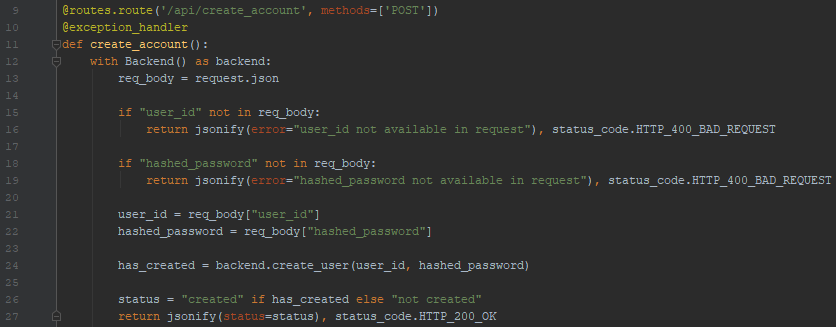 9 @routes.route('/api/create_account', methods=['POST'])
10 @exception_handler
11 def create_account():
12     with Backend() as backend:
13         req_body = request.json
14
15         if "user_id" not in req_body:
16             return jsonify(error="user_id not available in request"), status_code.HTTP_400_BAD_REQUEST
17
18         if "hashed_password" not in req_body:
19             return jsonify(error="hashed_password not available in request"), status_code.HTTP_400_BAD_REQUEST
20
21         user_id = req_body["user_id"]
22         hashed_password = req_body["hashed_password"]
23
24         has_created = backend.create_user(user_id, hashed_password)
25
26         status = "created" if has_created else "not created"
27         return jsonify(status=status), status_code.HTTP_200_OK